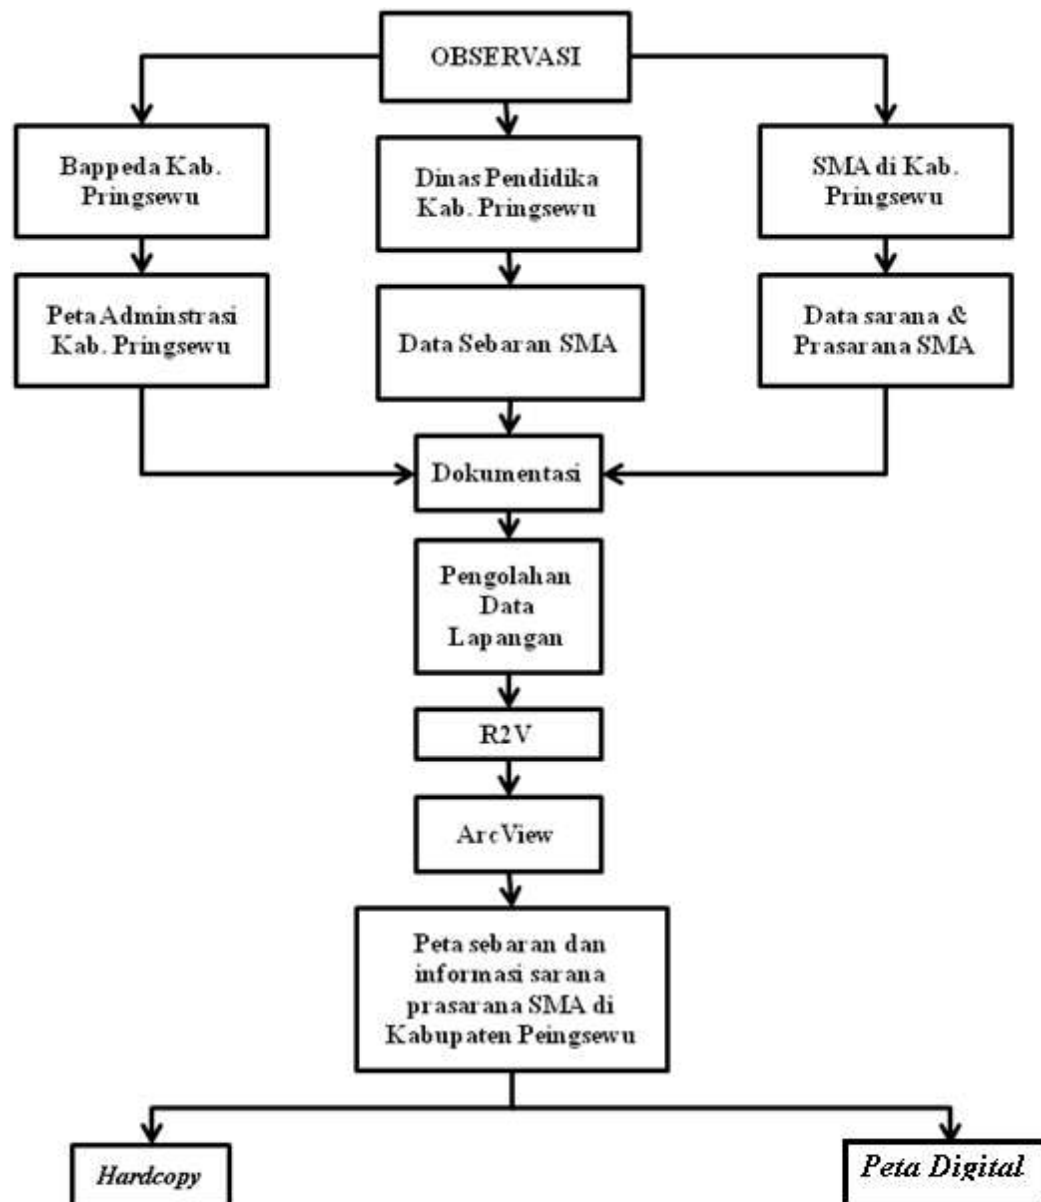 OBSERVASI
Bappeda Kab.
Pringsewu
Dinas Pendidika
Kab. Pringsewu
SMA di Kab.
Pringsewu
Peta Adminstrasi
Kab. Pringsewu
Data Sebaran SMA
Data sarana &
Prasarana SMA
Dokumentasi
Pengolahan
Data
Lapangan
R2V
ArcView
Peta sebaran dan
informasi sarana
prasarana SMA di
Kabupaten Peingsewu
Hardcopy
Peta Digital